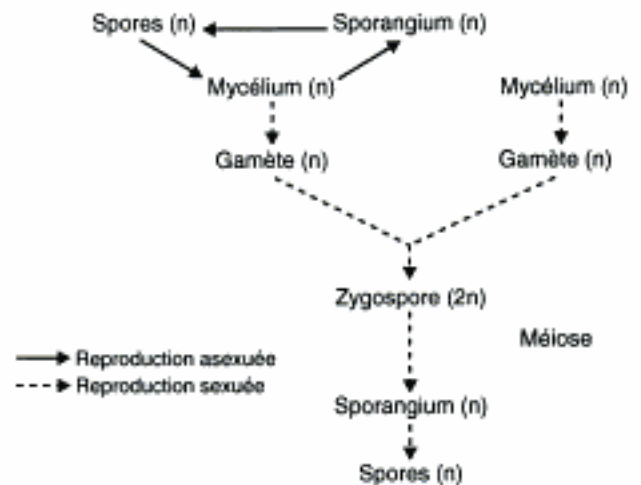 Spores (n) Sporangium (n)
Mycélium (n) Mycélium (n)
Gamète (n) Gamète (n)
Zygospore (2n)
Méiose
Reproduction asexuée
Reproduction sexuée
Sporangium (n)
Spores (n)